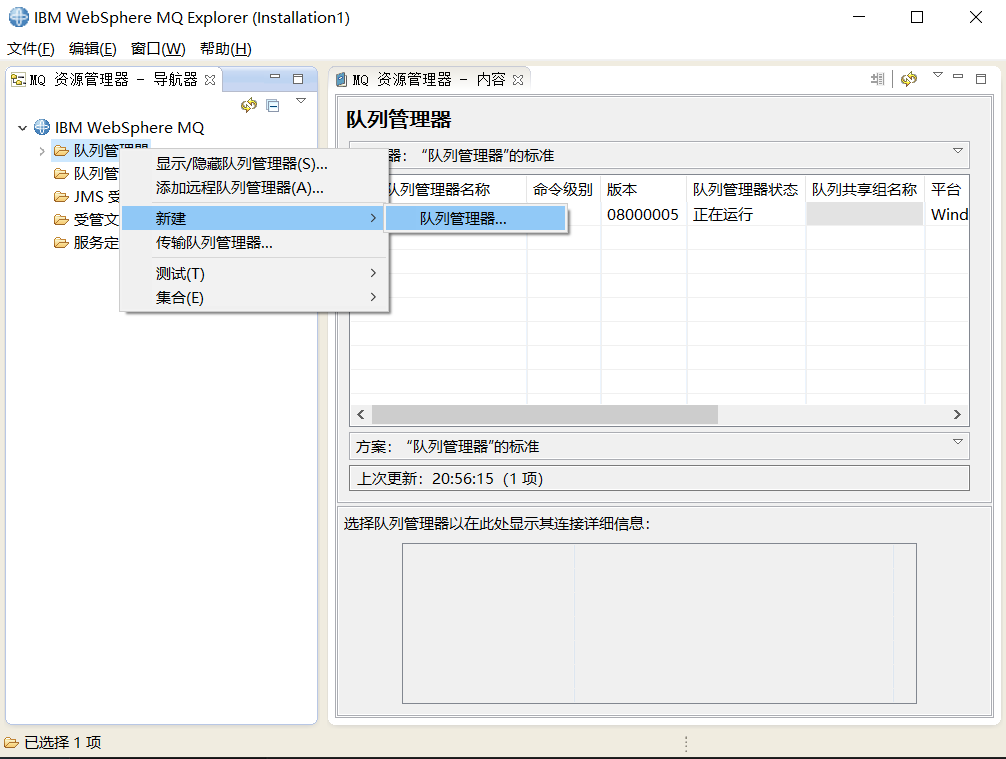 IBM WebSphere MQ Explorer (Installation1)
文件(F) 编辑(E) 窗口(W) 帮助(H)
MQ 资源管理器 - 导航器
MQ 资源管理器 - 内容
IBM WebSphere MQ
队列管理器
队列管
JMS 受
受管文
服务定
显示/隐藏队列管理器(S)...
添加远程队列管理器(A)...
新建
队列管理器...
传输队列管理器...
测试(T)
集合(E)
队列管理器
器: “队列管理器”的标准
队列管理器名称 命令级别 版本 队列管理器状态 队列共享组名称 平台
08000005 正在运行 Wind
方案: “队列管理器”的标准
上次更新: 20:56:15 (1 项)
选择队列管理器以在此处显示其连接详细信息:
已选择 1 项